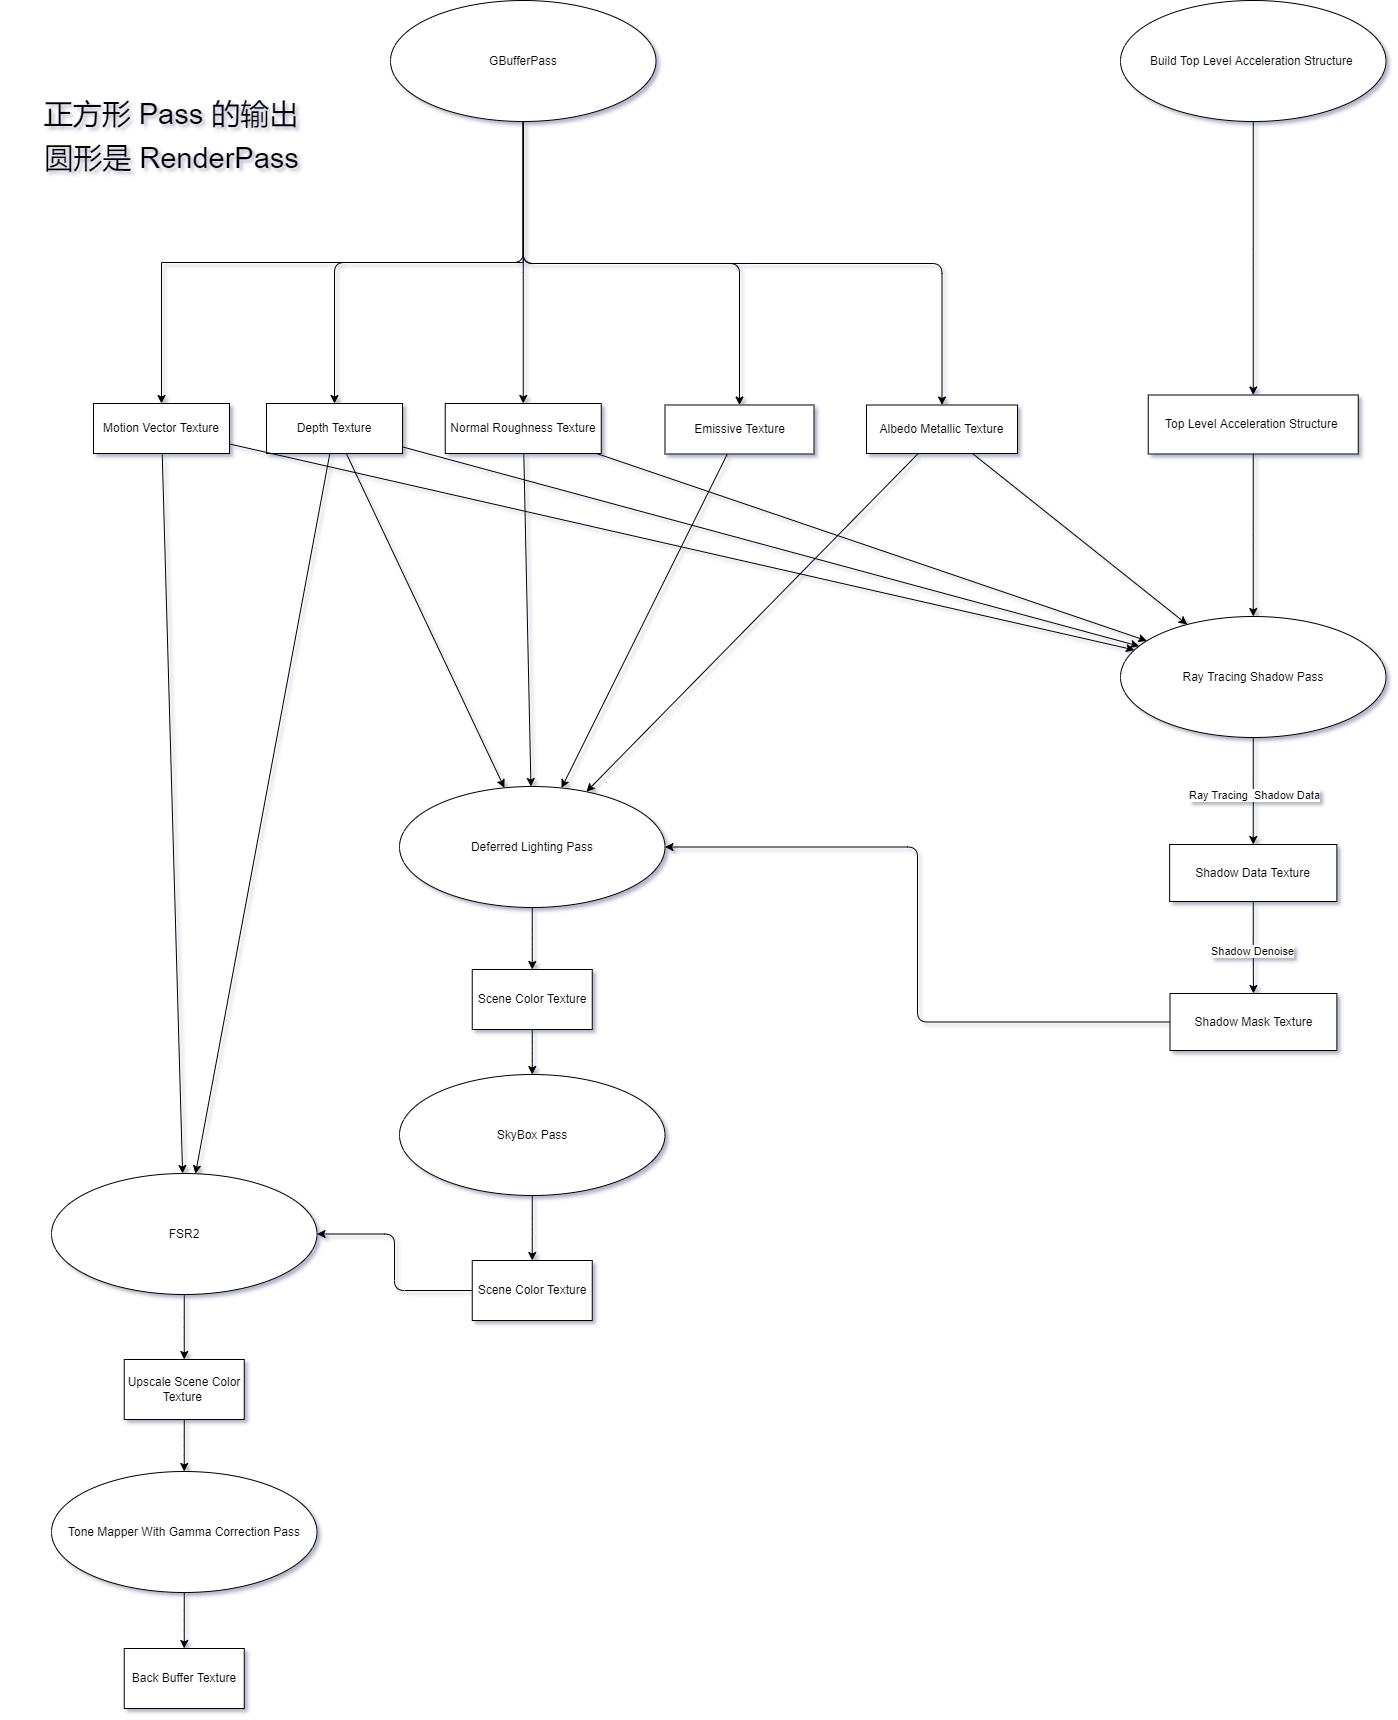 GBufferPass
Build Top Level Acceleration Structure
正方形 Pass 的输出
圆形是 RenderPass
Motion Vector Texture
Depth Texture
Normal Roughness Texture
Emissive Texture
Albedo Metallic Texture
Top Level Acceleration Structure
Ray Tracing Shadow Pass
Ray Tracing  Shadow Data
Deferred Lighting Pass
Shadow Data Texture
Shadow Denoise
Scene Color Texture
Shadow Mask Texture
SkyBox Pass
FSR2
Scene Color Texture
Upscale Scene Color
Texture
Tone Mapper With Gamma Correction Pass
Back Buffer Texture